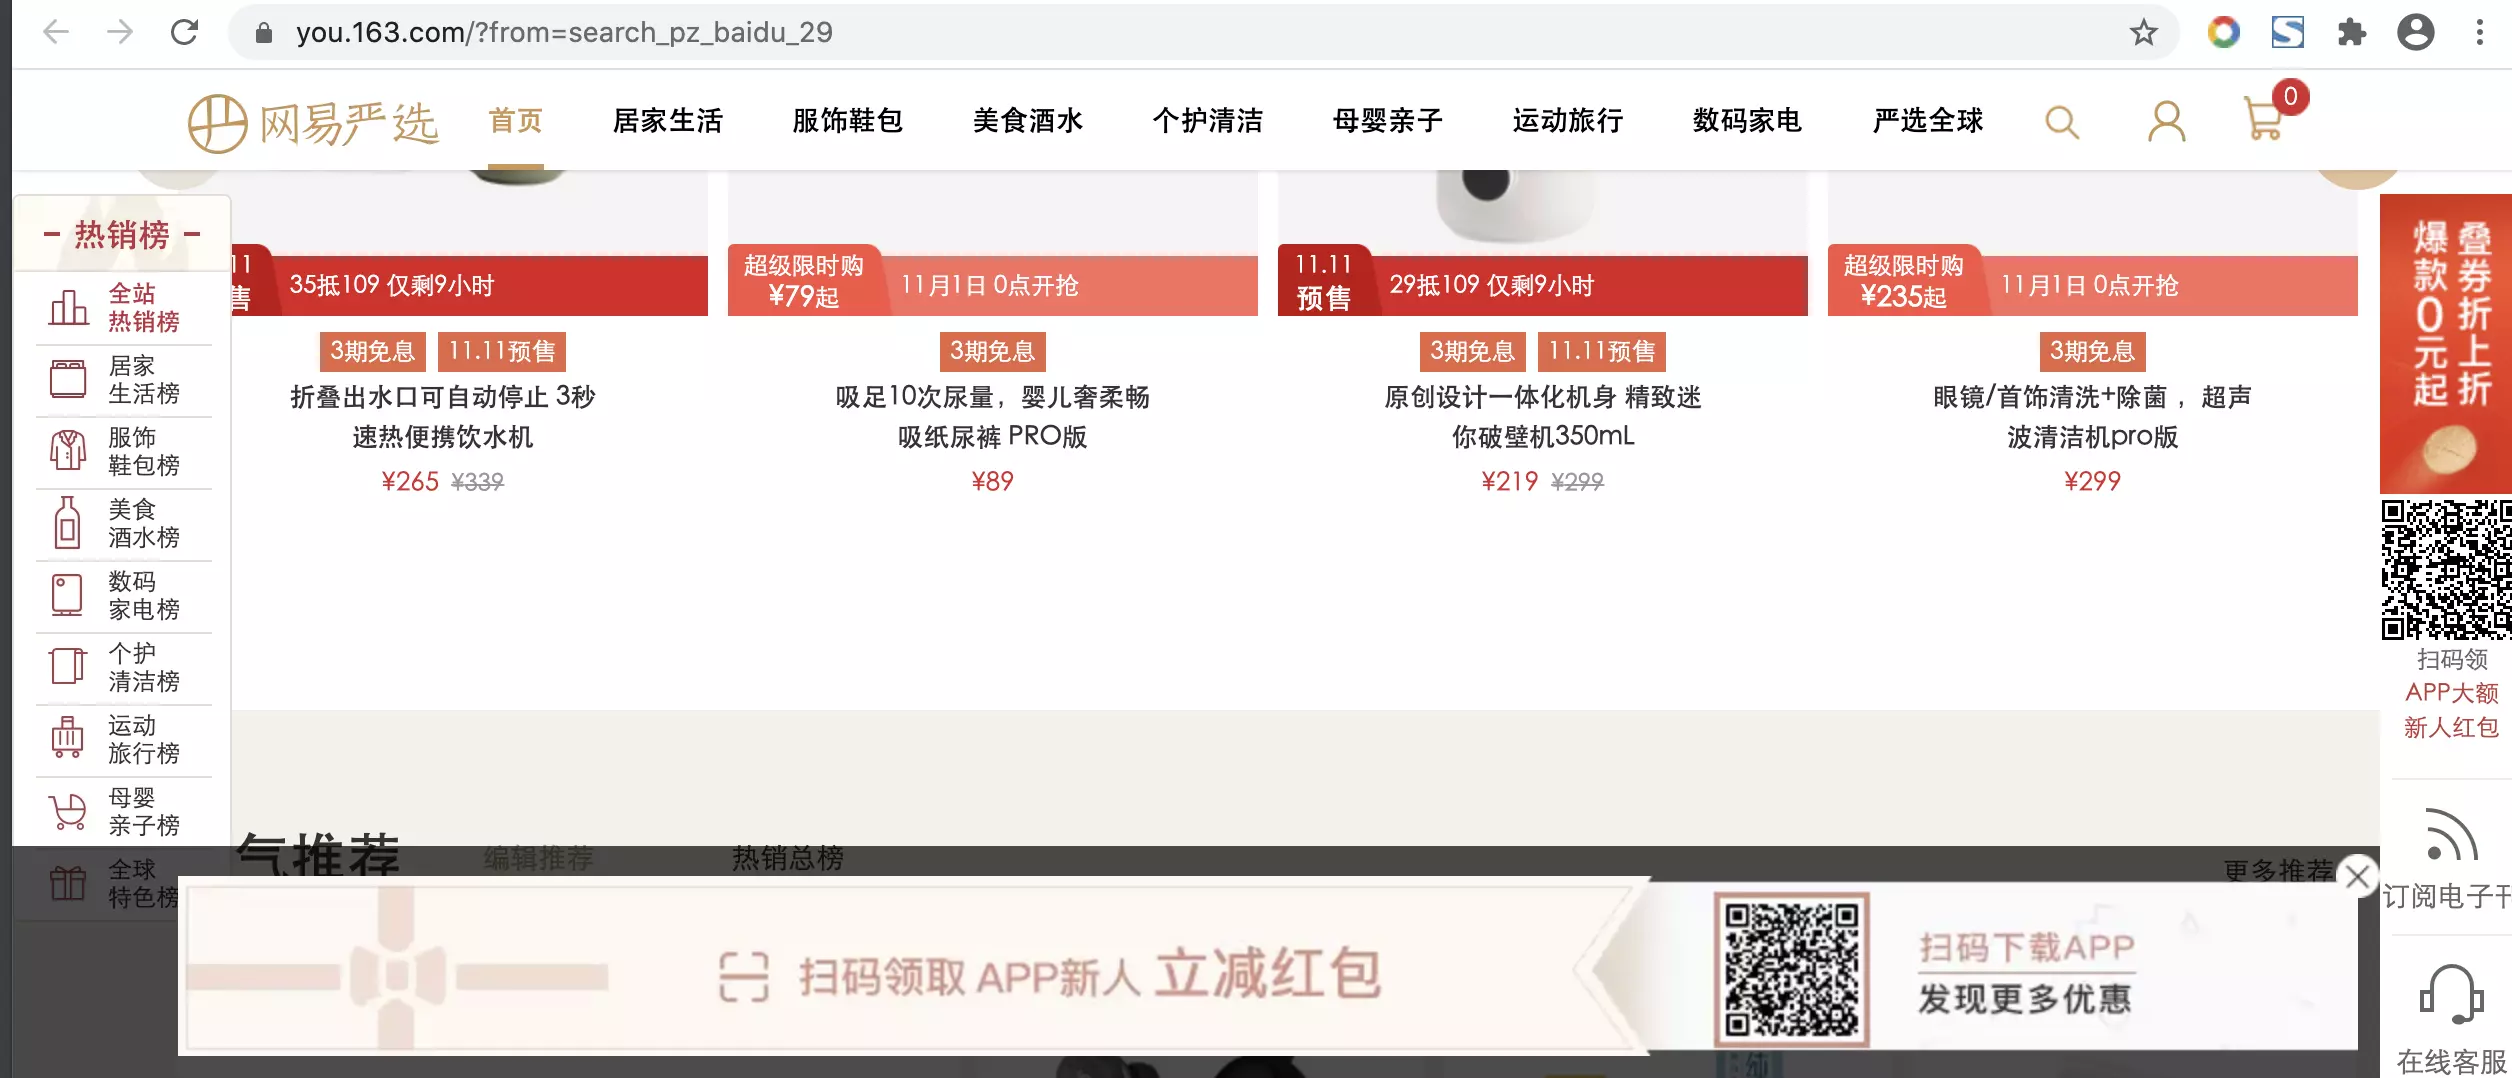 you.163.com/?from=search_pz_baidu_29
网易严选
首页 居家生活 服饰鞋包 美食酒水 个护清洁 母婴亲子 运动旅行 数码家电 严选全球
0
热销榜
全站
热销榜
居家
生活榜
服饰
鞋包榜
美食
酒水榜
数码
家电榜
个护
清洁榜
运动
旅行榜
母婴
亲子榜
全球
特色榜
11
售
35抵109 仅剩9小时
3期免息 11.11预售
折叠出水口可自动停止 3秒
速热便携饮水机
¥265 ¥339
超级限时购
¥79起
11月1日 0点开抢
3期免息
吸足10次尿量，婴儿奢柔畅
吸纸尿裤 PRO版
¥89
11.11
预售
29抵109 仅剩9小时
3期免息 11.11预售
原创设计一体化机身 精致迷
你破壁机350mL
¥219 ¥299
超级限时购
¥235起
11月1日 0点开抢
3期免息
眼镜/首饰清洗+除菌，超声
波清洁机pro版
¥299
叠券折上折
爆款0元起
扫码领
APP大额
新人红包
订阅电子刊
在线客服
气推荐 编辑推荐 热销总榜 更多推荐
扫码领取 APP新人 立减红包
扫码下载APP
发现更多优惠